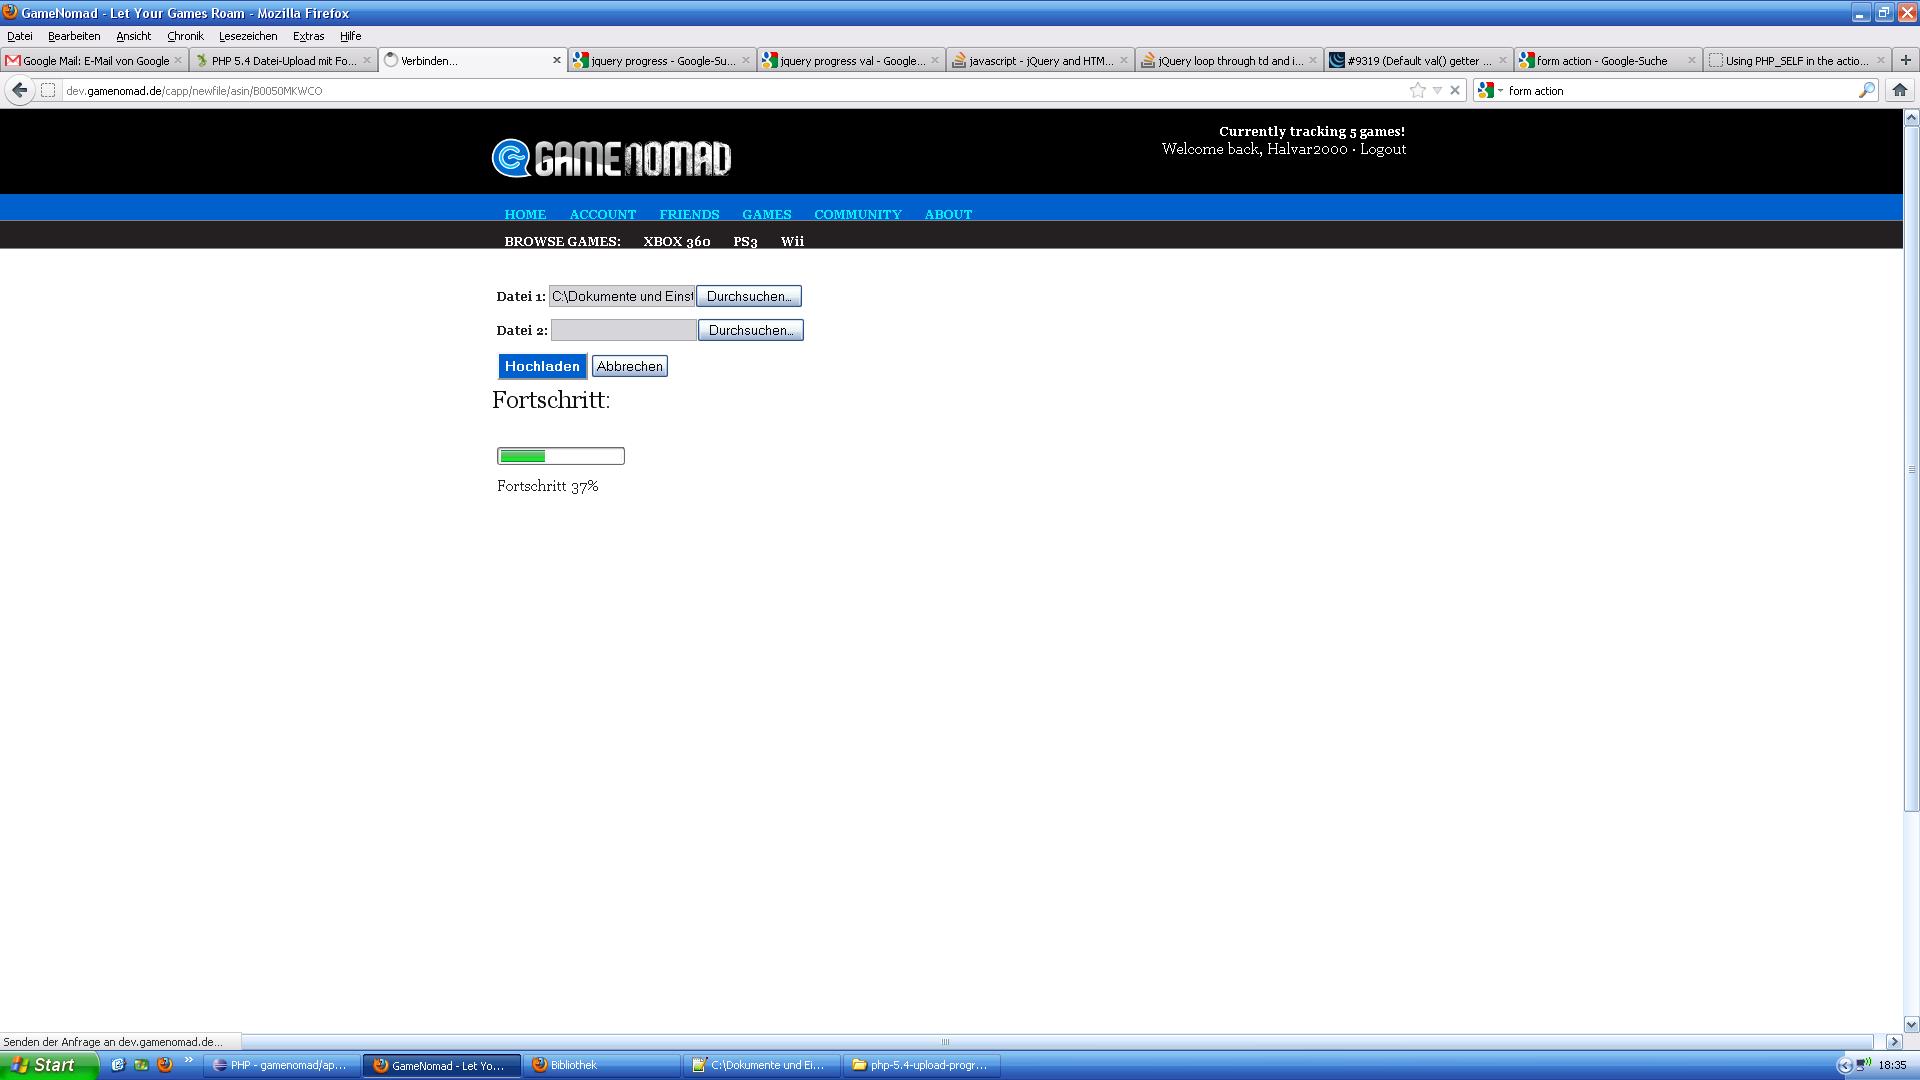 GameNomad - Let Your Games Roam - Mozilla Firefox
Datei Bearbeiten Ansicht Chronik Lesezeichen Extras Hilfe
Google Mail: E-Mail von Google PHP 5.4 Datei-Upload mit Fo... Verbinden... jquery progress - Google-Su... jquery progress val - Google... javascript - jQuery and HTM... jQuery loop through td and i... #9319 (Default val() getter ... form action - Google-Suche Using PHP_SELF in the actio...
dev.gamenomad.de/capp/newfile/asin/B0050MKWCO form action
Currently tracking 5 games!
Welcome back, Halvar2000 · Logout
GAMENOMAD
HOME ACCOUNT FRIENDS GAMES COMMUNITY ABOUT
BROWSE GAMES: XBOX 360 PS3 Wii
Datei 1: C:\Dokumente und Einst Durchsuchen...
Datei 2: Durchsuchen...
Hochladen Abbrechen
Fortschritt:
Fortschritt 37%
Senden der Anfrage an dev.gamenomad.de...
Start PHP - gamenomad/ap... GameNomad - Let Yo... Bibliothek C:\Dokumente und Ei... php-5.4-upload-progr... 18:35